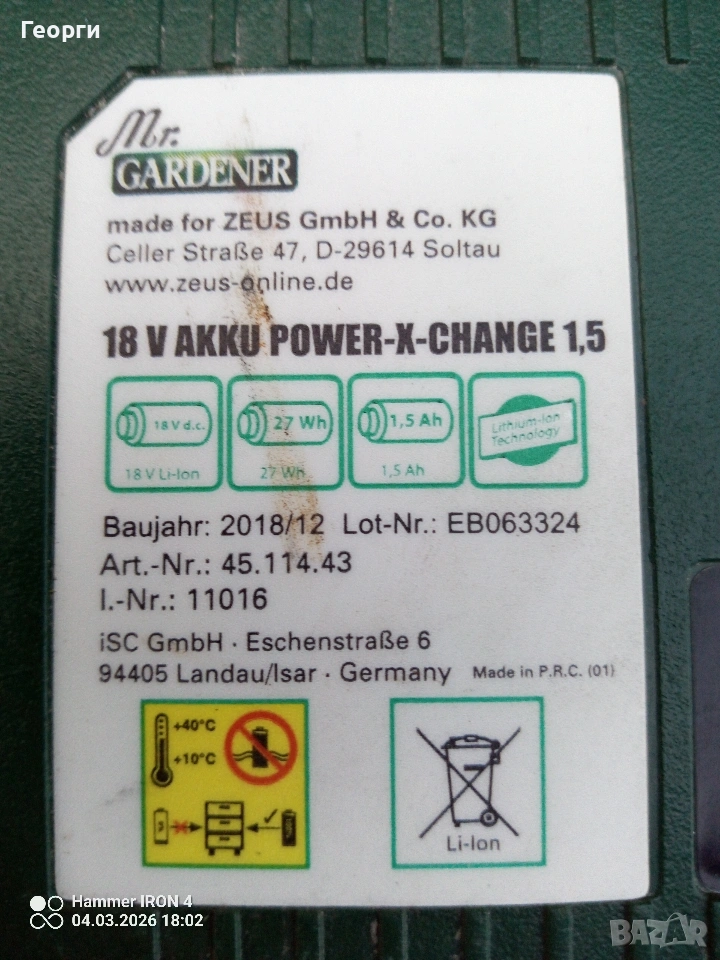 Георги
Mr.
GARDENER
made for ZEUS GmbH & Co. KG
Celler Straße 47, D-29614 Soltau
www.zeus-online.de
18 V AKKU POWER-X-CHANGE 1,5
18 V d.c. 27 Wh 1,5 Ah Lithium-Ion
Technology
18 V Li-Ion 27 Wh 1,5 Ah
Baujahr: 2018/12 Lot-Nr.: EB063324
Art.-Nr.: 45.114.43
I.-Nr.: 11016
iSC GmbH · Eschenstraße 6
94405 Landau/Isar · Germany Made in P.R.C. (01)
+40°C
+10°C
Li-Ion
Hammer IRON 4
04.03.2026 18:02
BAZAR